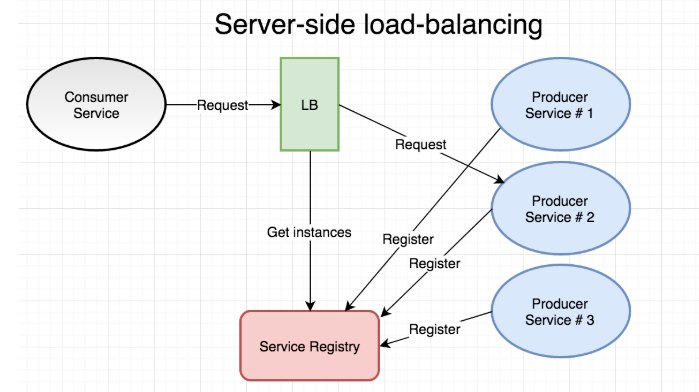 Server-side load-balancing
Consumer
Service
Request
LB
Producer
Service # 1
Request
Producer
Service # 2
Get instances
Register
Register
Producer
Service # 3
Register
Service Registry